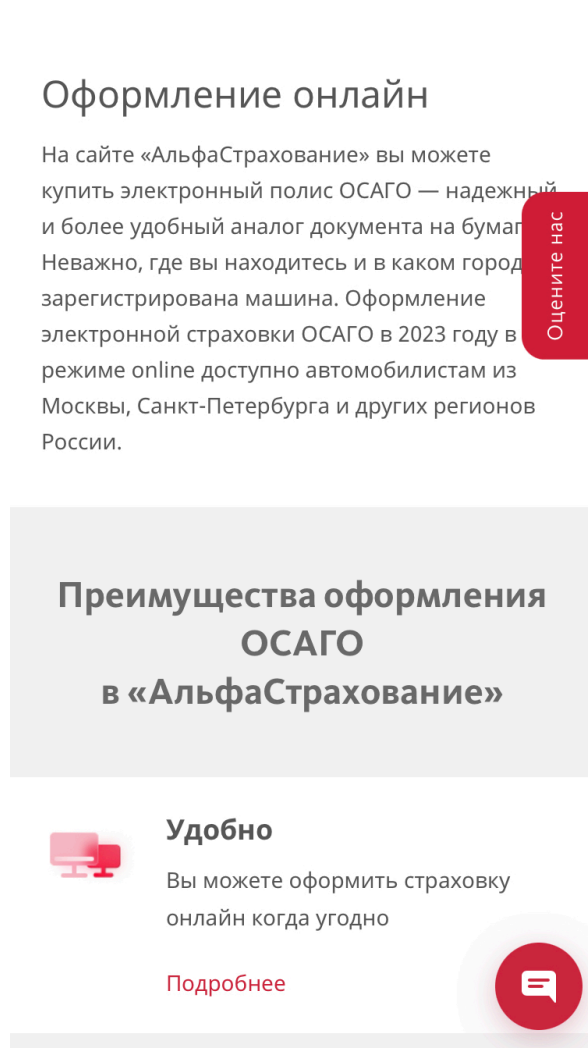 Оформление онлайн
На сайте «АльфаСтрахование» вы можете
купить электронный полис ОСАГО — надежный
и более удобный аналог документа на
Неважно, где вы находитесь и в каком
зарегистрирована машина. Оформление
электронной страховки ОСАГО в 2023 году в
режиме online доступно автомобилистам из
Москвы, Санкт-Петербурга и других регионов
России.
Оцените нас
Преимущества оформления
ОСАГО
в «АльфаСтрахование»
Удобно
Вы можете оформить страховку
онлайн когда угодно
Подробнее